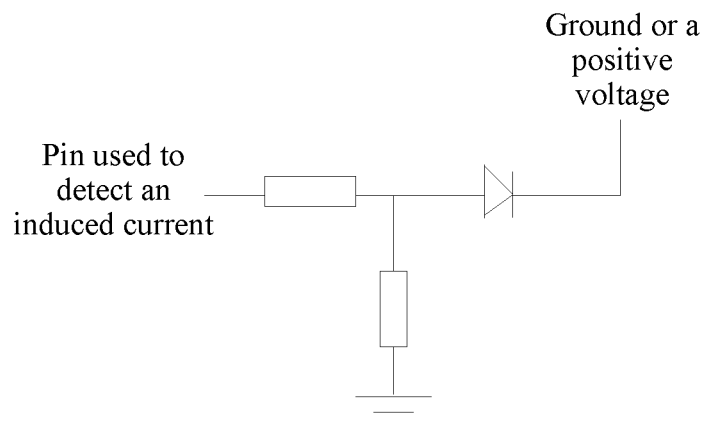 Ground or a
positive
voltage
Pin used to
detect an
induced current